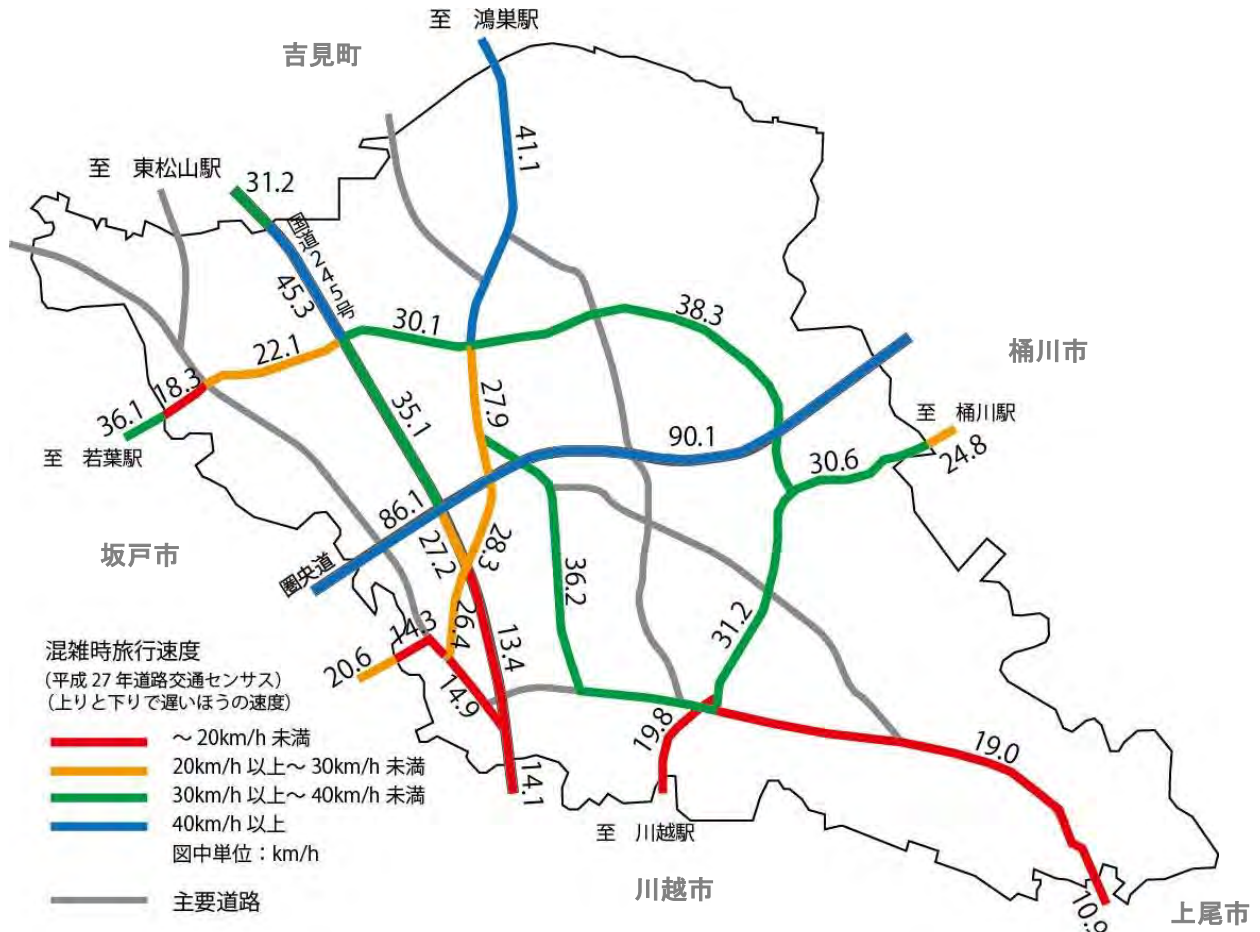 至　鴻巣駅
吉見町
41.1
至　東松山駅
31.2
国道245号
45.3
38.3
30.1
22.1
18.3
36.1
至　若葉駅
27.9
35.1
桶川市
至　桶川駅
24.8
90.1
30.6
86.1
27.2
28.3
坂戸市
圏央道
36.2
31.2
26.4
14.3
13.4
20.6
14.9
19.8
19.0
14.1
至　川越駅
川越市
10.9
上尾市
混雑時旅行速度
(平成27年道路交通センサス)
(上りと下りで遅いほうの速度)
～20km/h 未満
20km/h 以上～30km/h 未満
30km/h 以上～40km/h 未満
40km/h 以上
図中単位：km/h
主要道路